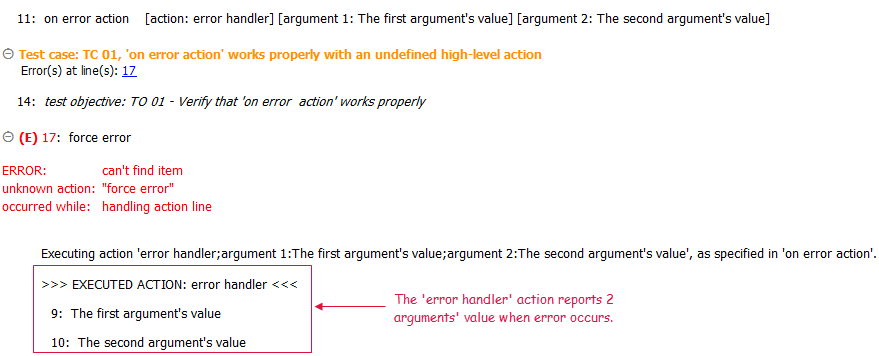 11: on error action [action: error handler] [argument 1: The first argument's value] [argument 2: The second argument's value]
Test case: TC 01, 'on error action' works properly with an undefined high-level action
Error(s) at line(s): 17
14: test objective: TO 01 - Verify that 'on error action' works properly
(E) 17: force error
ERROR: can't find item
unknown action: "force error"
occurred while: handling action line
Executing action 'error handler;argument 1:The first argument's value;argument 2:The second argument's value', as specified in 'on error action'.
>>> EXECUTED ACTION: error handler <<<
9: The first argument's value
10: The second argument's value
The 'error handler' action reports 2
arguments' value when error occurs.